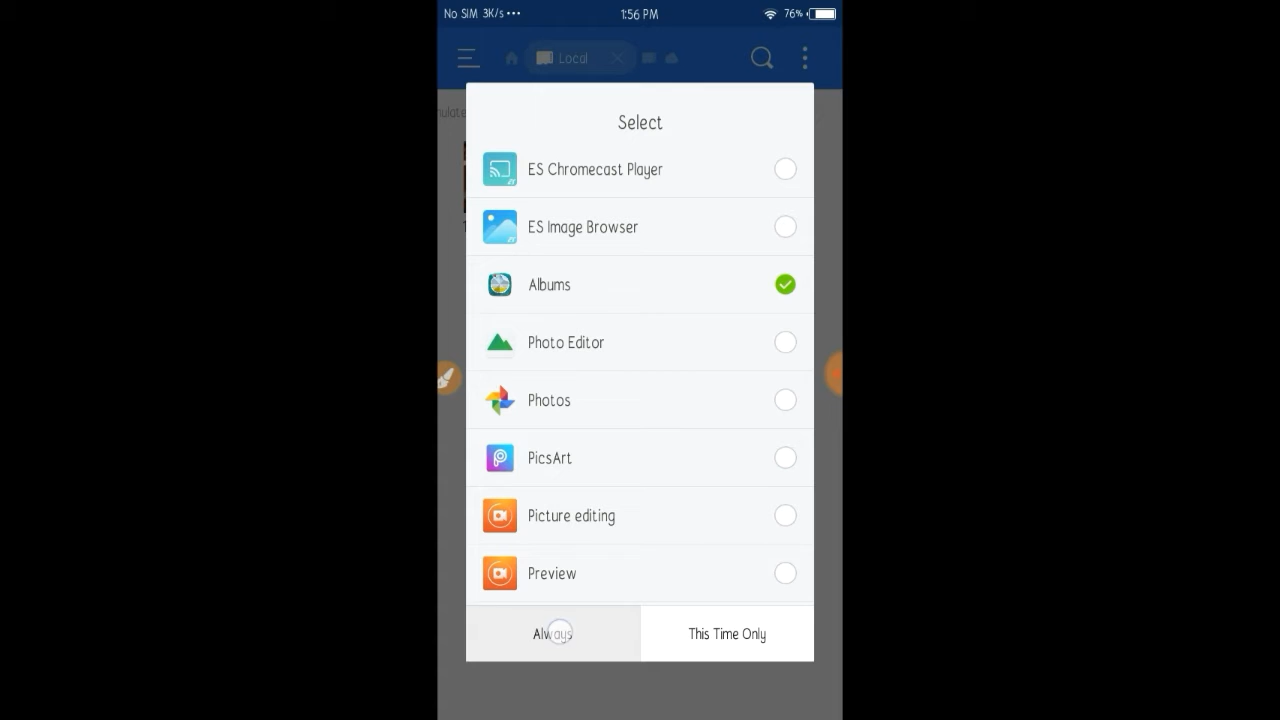 No SIM 3K/s ••• 1:56 PM 76%
Local
Select
ES Chromecast Player
ES Image Browser
Albums
Photo Editor
Photos
PicsArt
Picture editing
Preview
Always This Time Only